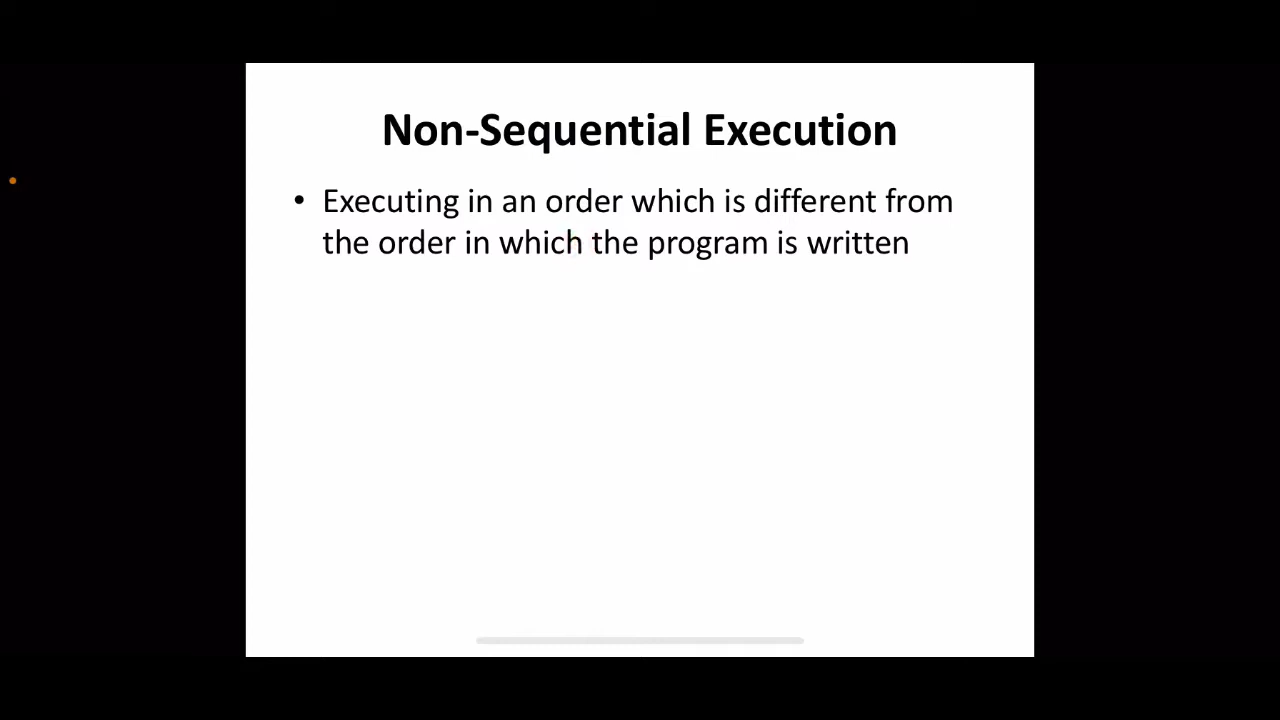 Non-Sequential Execution
• Executing in an order which is different from
the order in which the program is written